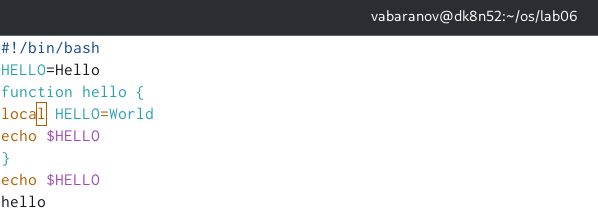 vabaranov@dk8n52:~/os/lab06
#!/bin/bash
HELLO=Hello
function hello {
local HELLO=World
echo $HELLO
}
echo $HELLO
hello